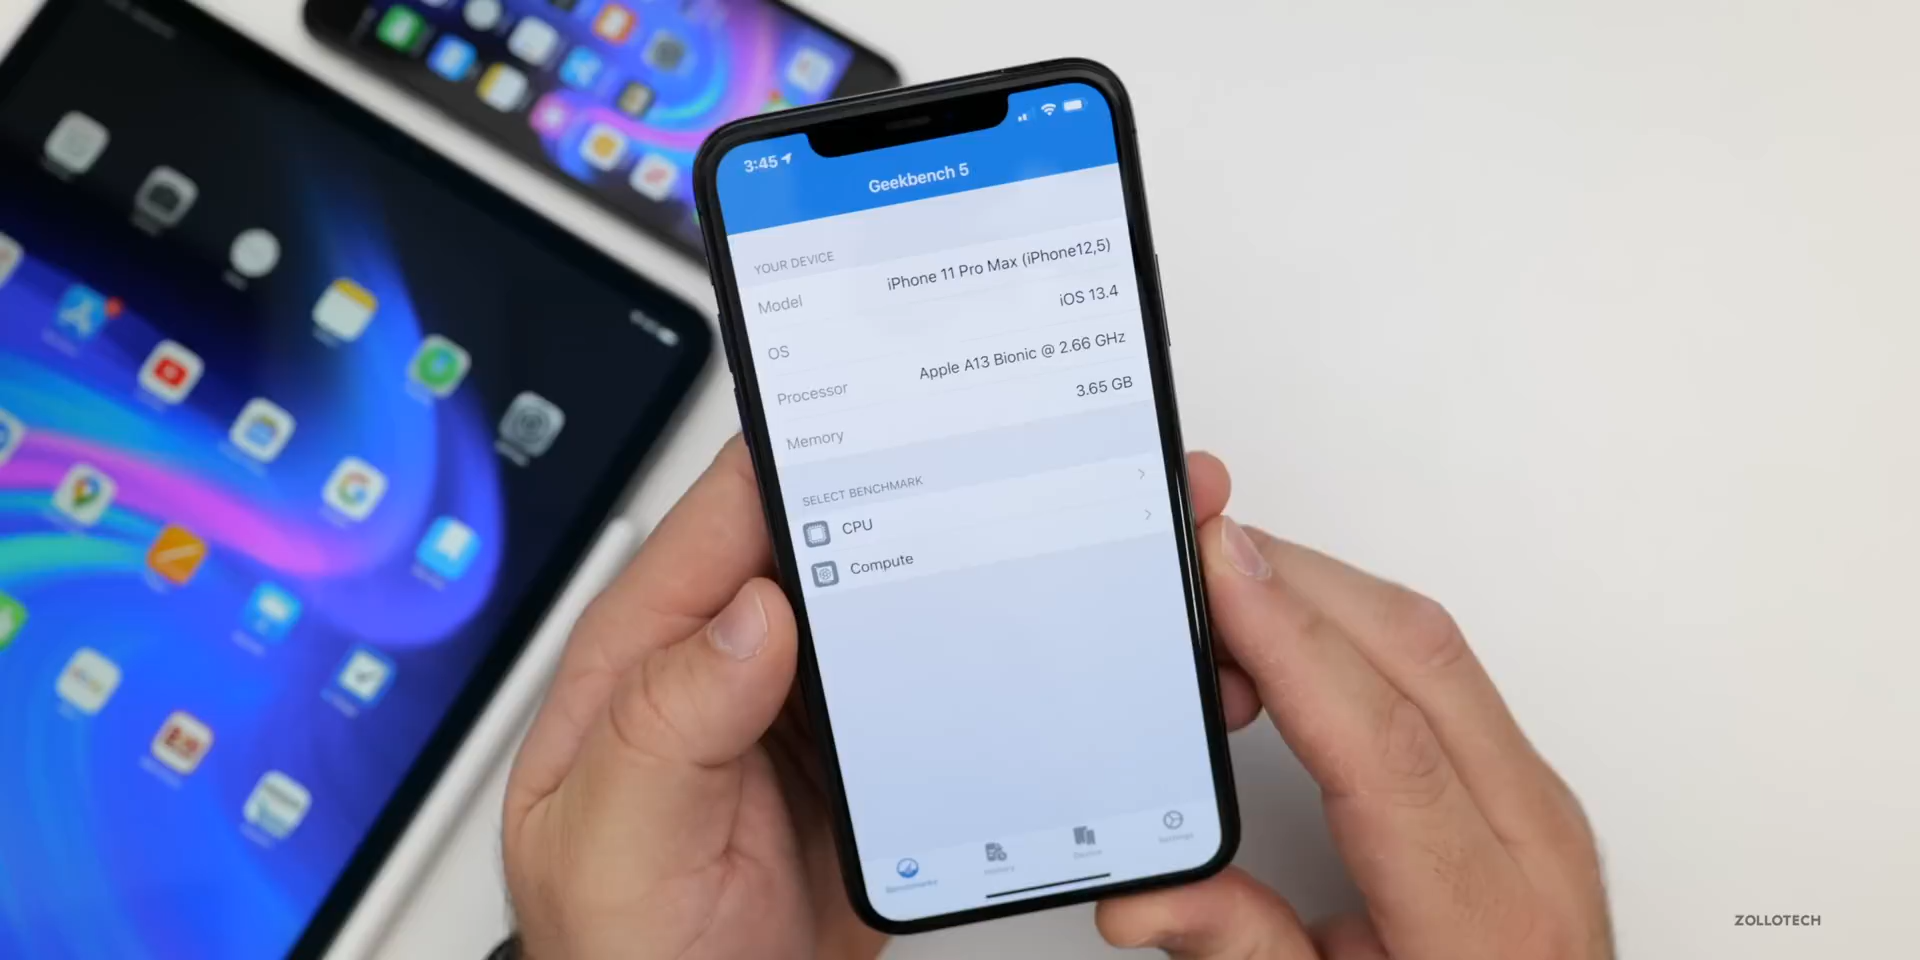 3:45
Geekbench 5
YOUR DEVICE
Model iPhone 11 Pro Max (iPhone12,5)
OS iOS 13.4
Processor Apple A13 Bionic @ 2.66 GHz
Memory 3.65 GB
SELECT BENCHMARK
CPU
Compute
ZOLLOTECH